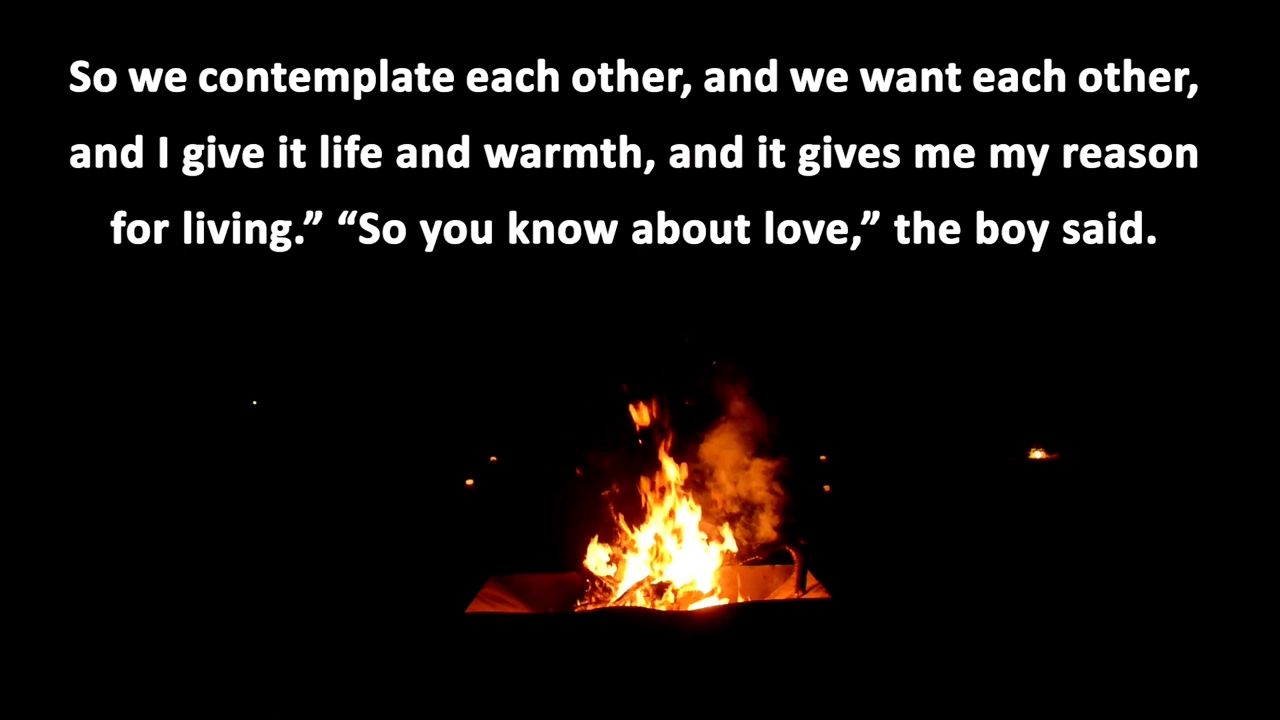 So we contemplate each other, and we want each other,
and I give it life and warmth, and it gives me my reason
for living.” “So you know about love,” the boy said.